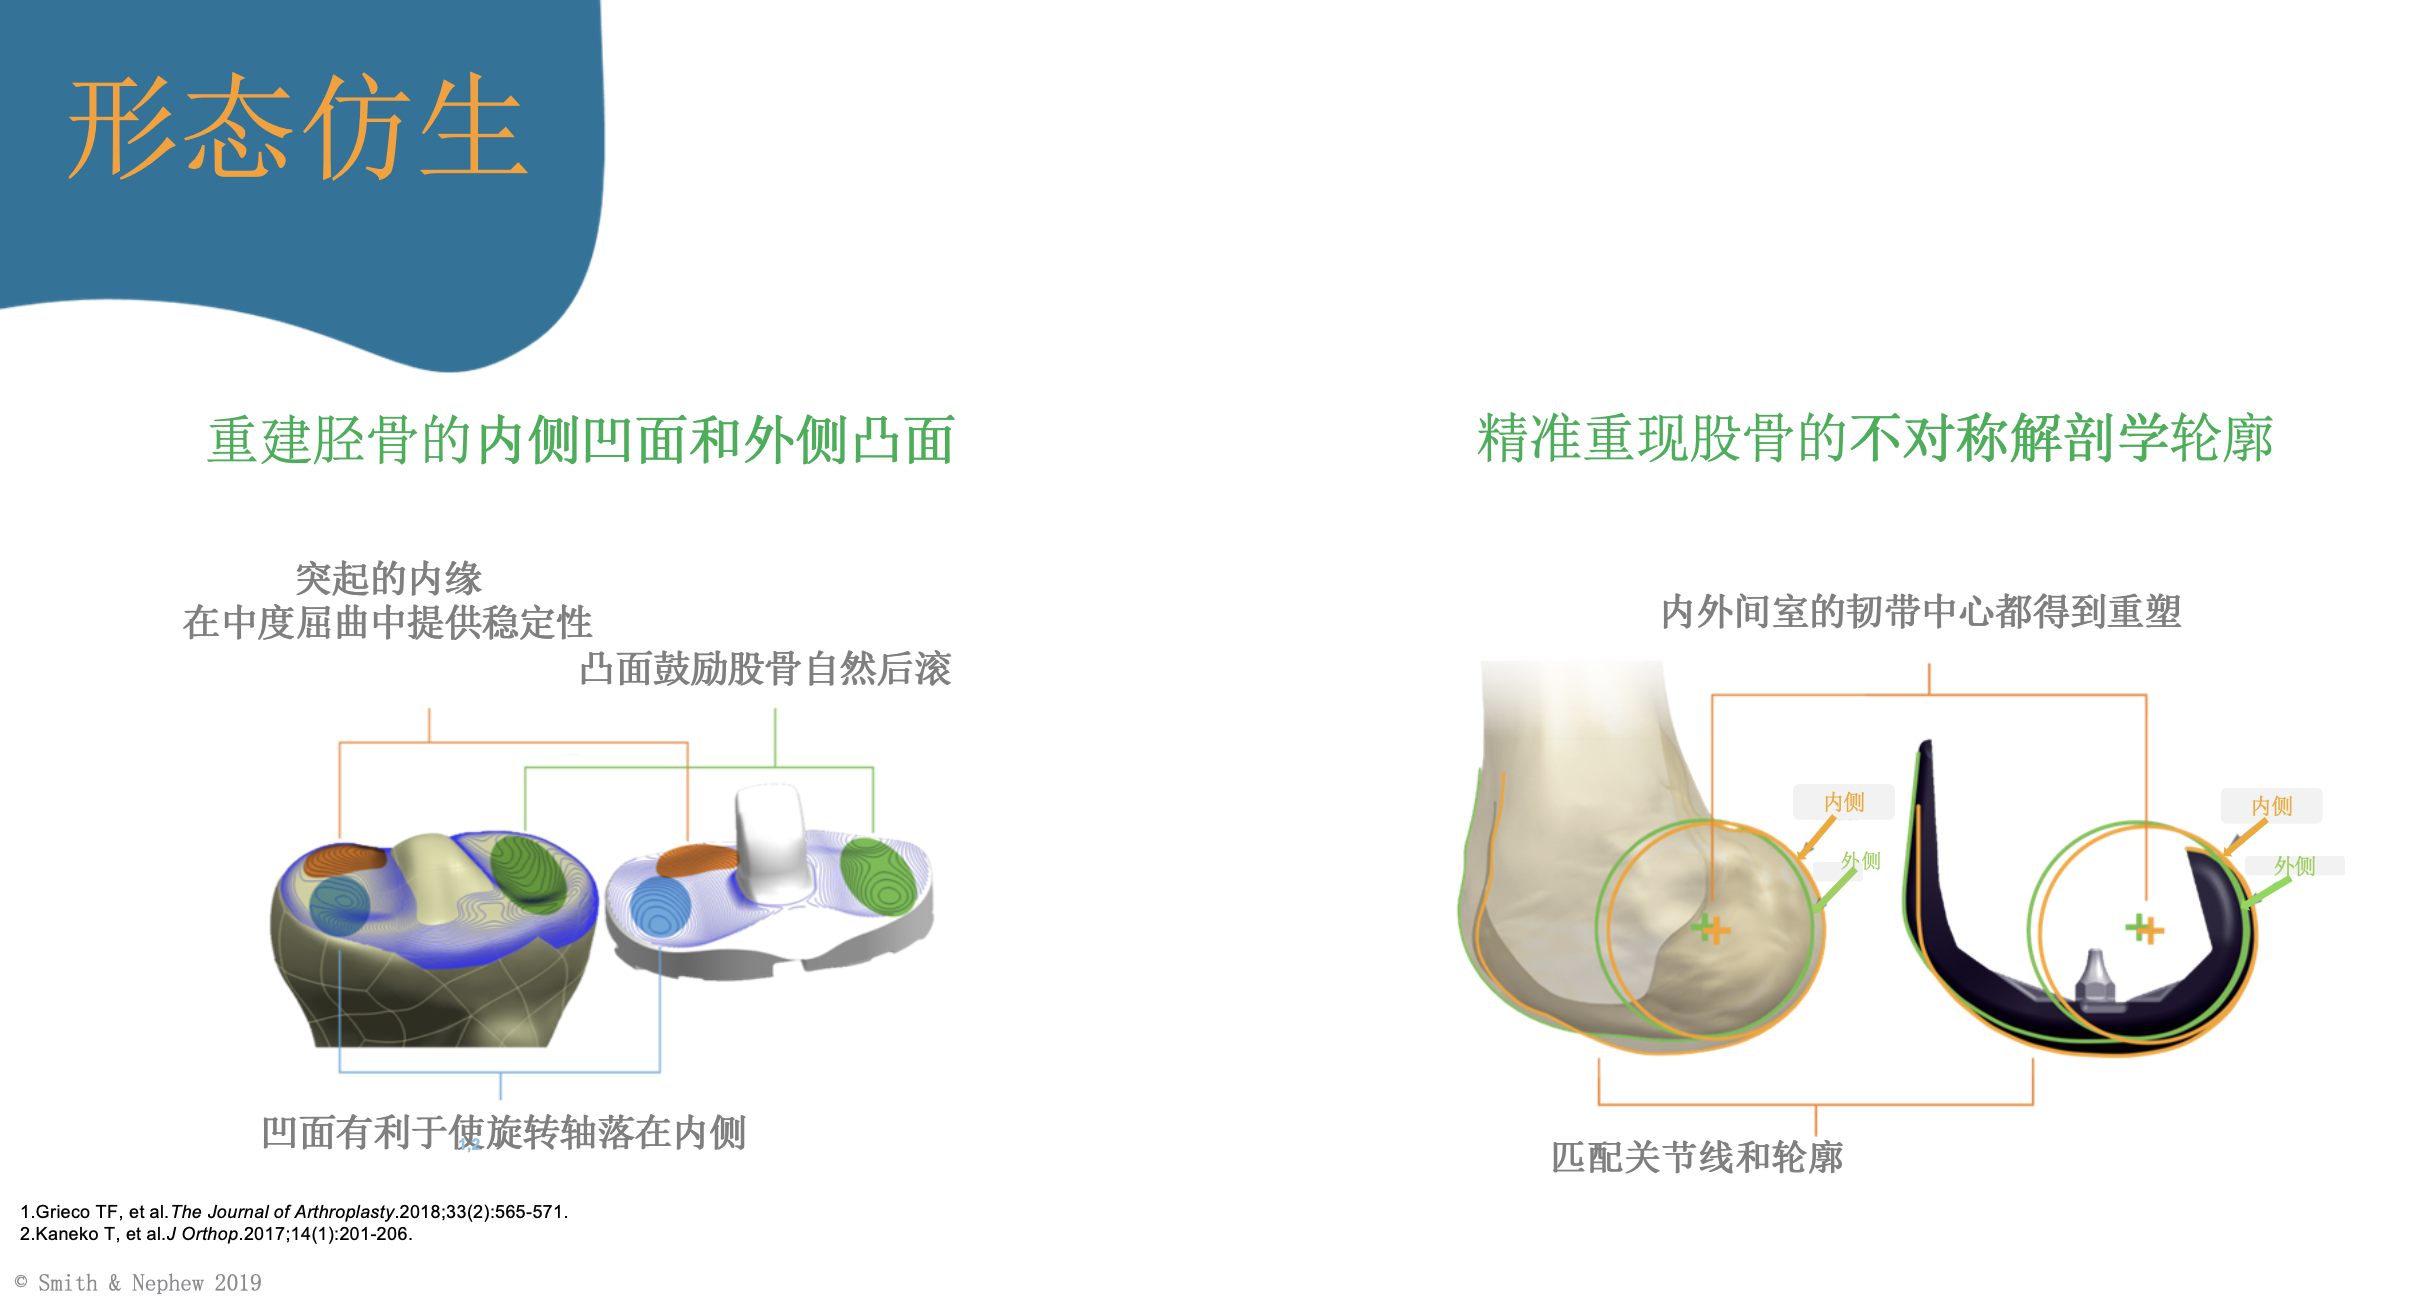 形态仿生
重建胫骨的内侧凹面和外侧凸面
突起的内缘
在中度屈曲中提供稳定性
凸面鼓励股骨自然后滚
凹面有利于使旋转轴落在内侧
1,2
精准重现股骨的不对称解剖学轮廓
内外间室的韧带中心都得到重塑
内侧
外侧
内侧
外侧
匹配关节线和轮廓
1.Grieco TF, et al.The Journal of Arthroplasty.2018;33(2):565-571.
2.Kaneko T, et al.J Orthop.2017;14(1):201-206.
© Smith & Nephew 2019